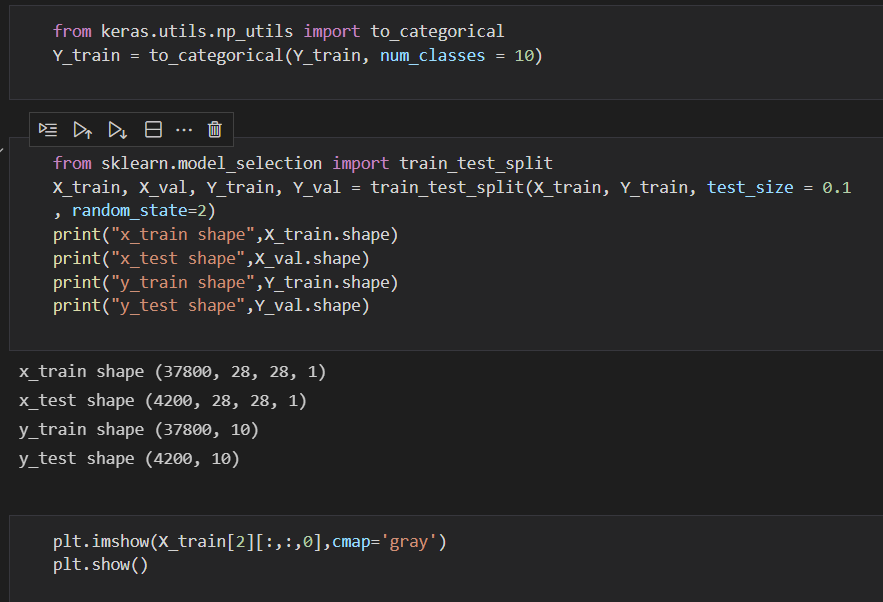 from keras.utils.np_utils import to_categorical
Y_train = to_categorical(Y_train, num_classes = 10)
from sklearn.model_selection import train_test_split
X_train, X_val, Y_train, Y_val = train_test_split(X_train, Y_train, test_size = 0.1
, random_state=2)
print("x_train shape",X_train.shape)
print("x_test shape",X_val.shape)
print("y_train shape",Y_train.shape)
print("y_test shape",Y_val.shape)
x_train shape (37800, 28, 28, 1)
x_test shape (4200, 28, 28, 1)
y_train shape (37800, 10)
y_test shape (4200, 10)
plt.imshow(X_train[2][:,:,0],cmap='gray')
plt.show()